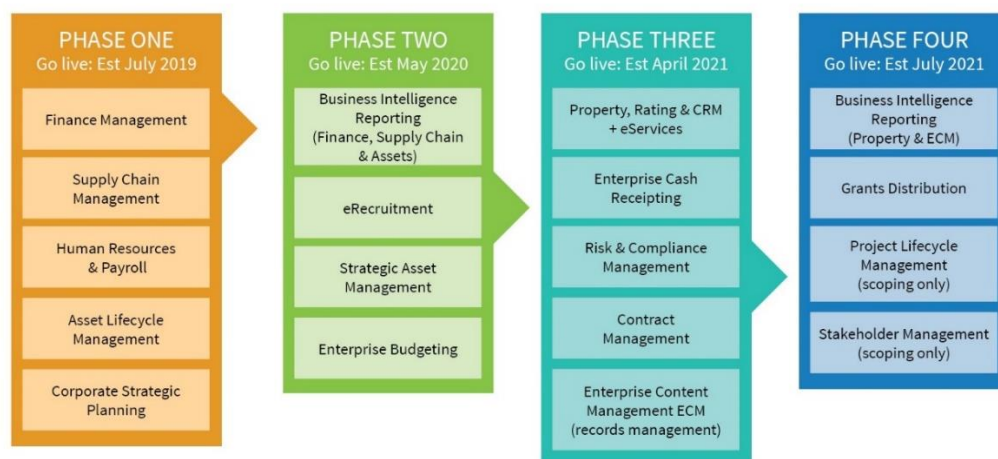 PHASE ONE
Go live: Est July 2019
Finance Management
Supply Chain
Management
Human Resources
& Payroll
Asset Lifecycle
Management
Corporate Strategic
Planning
PHASE TWO
Go live: Est May 2020
Business Intelligence
Reporting
(Finance, Supply Chain
& Assets)
eRecruitment
Strategic Asset
Management
Enterprise Budgeting
PHASE THREE
Go live: Est April 2021
Property, Rating & CRM
+ eServices
Enterprise Cash
Receipting
Risk & Compliance
Management
Contract
Management
Enterprise Content
Management ECM
(records management)
PHASE FOUR
Go live: Est July 2021
Business Intelligence
Reporting
(Property & ECM)
Grants Distribution
Project Lifecycle
Management
(scoping only)
Stakeholder Management
(scoping only)